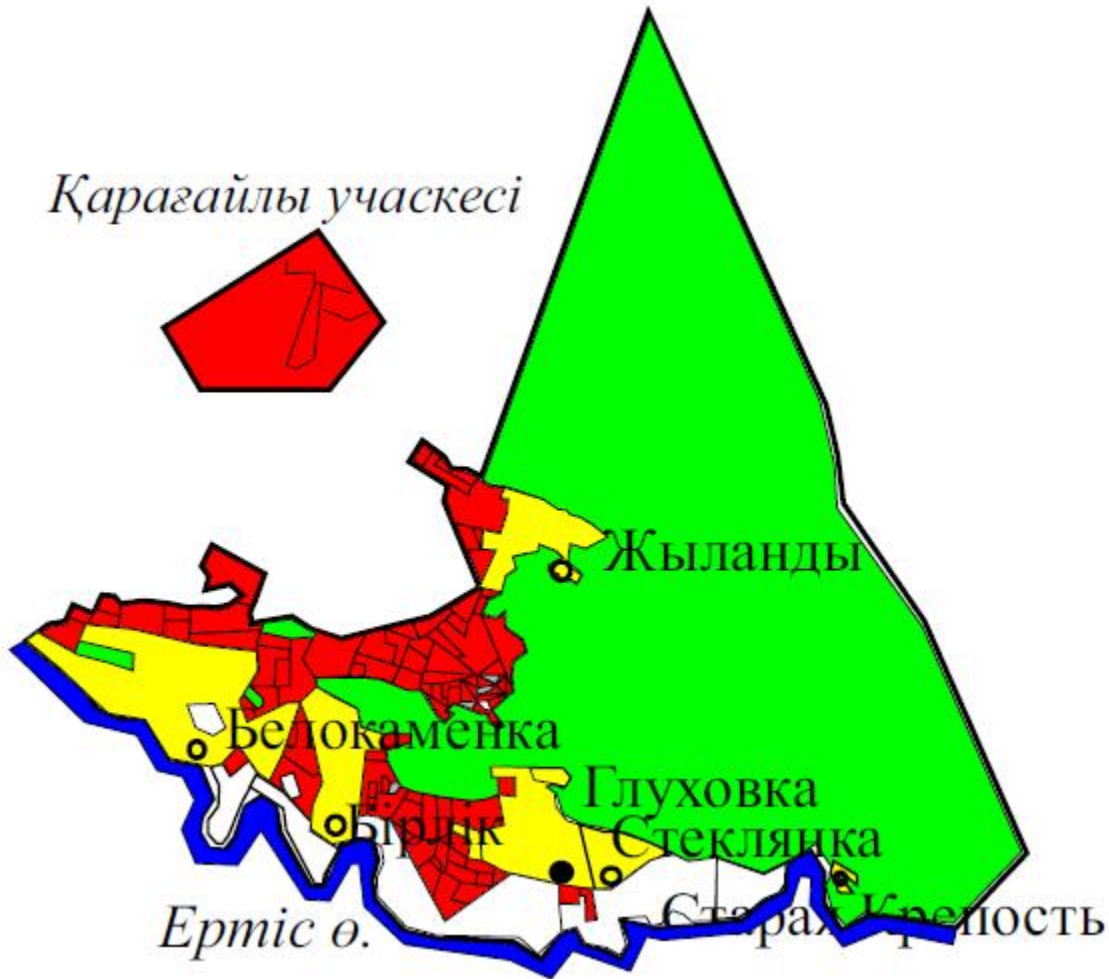 Қарағайлы учаскесі
Жыланды
Белокаменка
Глуховка
Бірлік
Стеклянка
Старая Крепость
Ертіс ө.